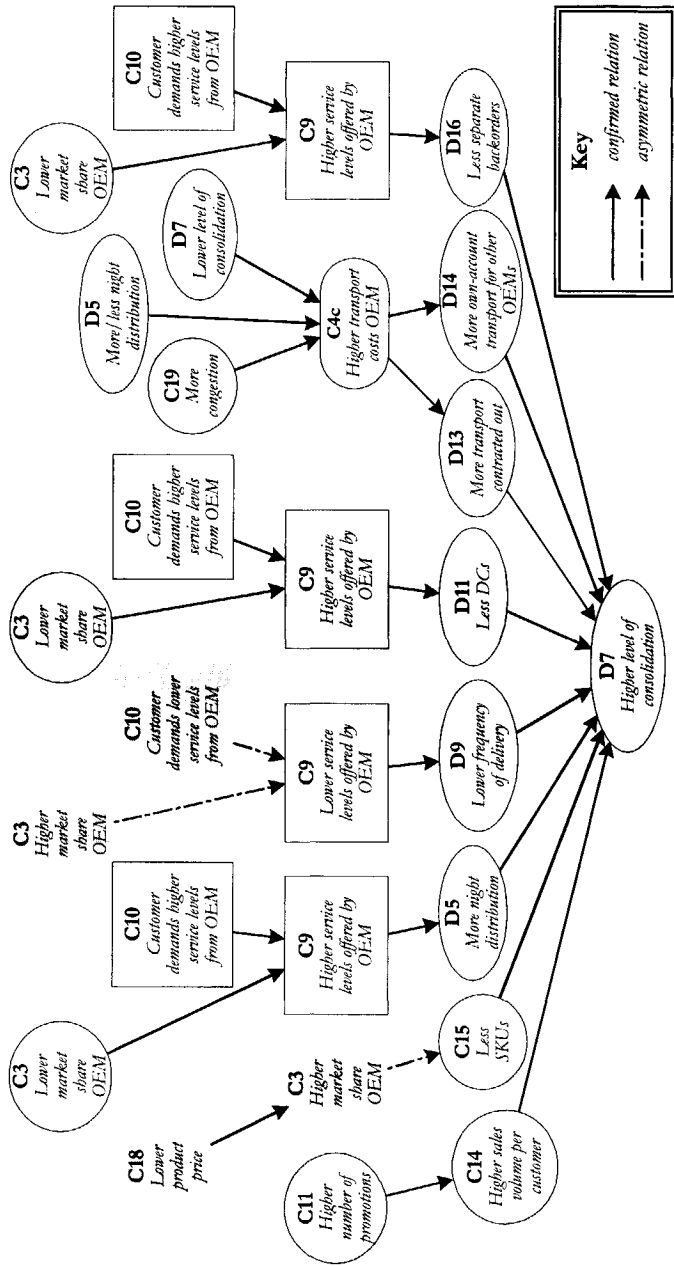 C3
Lower
market
share
OEM
C10
Customer
demands higher
service levels
from OEM
C3
Higher
market
share
OEM
C10
Customer
demands lower
service levels
from OEM
C3
Lower
market
share
OEM
C10
Customer
demands higher
service levels
from OEM
D5
More/less night
distribution
C19
More
congestion
D7
Lower level of
consolidation
C3
Lower
market
share
OEM
C10
Customer
demands higher
service levels
from OEM
C18
Lower
product
price
C9
Higher service
levels offered by
OEM
C9
Lower service
levels offered by
OEM
C9
Higher service
levels offered by
OEM
C4c
Higher transport
costs OEM
C9
Higher service
levels offered by
OEM
C11
Higher
number of
promotions
C3
Higher
market
share
OEM
C14
Higher sales
volume per
customer
C15
Less
SKUs
D5
More night
distribution
D9
Lower frequency
of delivery
D11
Less DCs
D13
More transport
contracted out
D14
More own-account
transport for other
OEMs
D16
Less separate
backorders
D7
Higher level of
consolidation
Key
confirmed relation
asymmetric relation